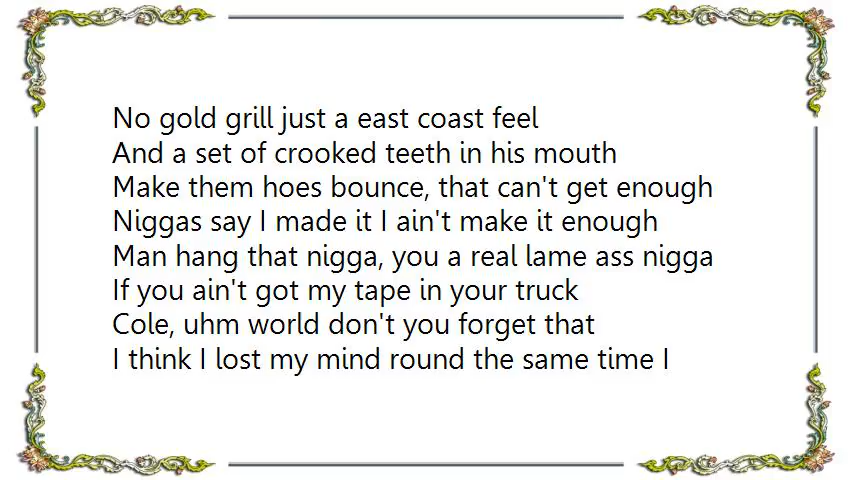 No gold grill just a east coast feel
And a set of crooked teeth in his mouth
Make them hoes bounce, that can't get enough
Niggas say I made it I ain't make it enough
Man hang that nigga, you a real lame ass nigga
If you ain't got my tape in your truck
Cole, uhm world don't you forget that
I think I lost my mind round the same time I